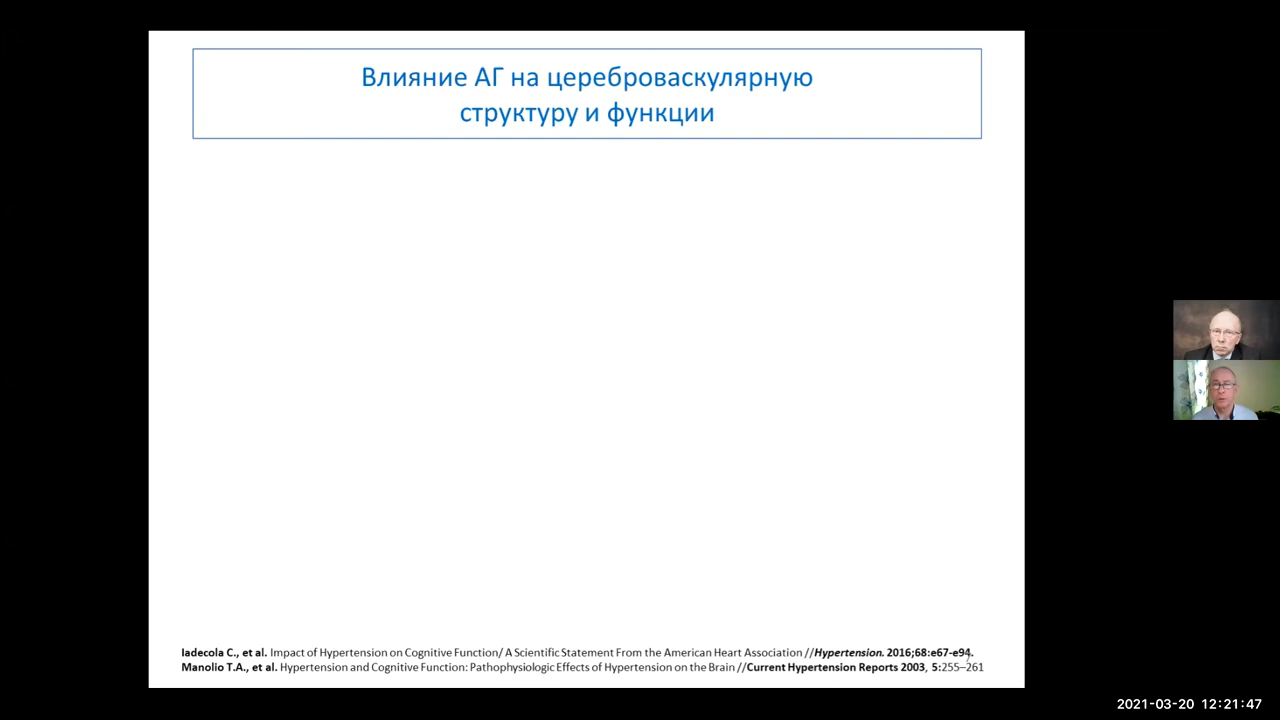 Влияние АГ на цереброваскулярную
структуру и функции
Iadecola C., et al. Impact of Hypertension on Cognitive Function/ A Scientific Statement From the American Heart Association //Hypertension. 2016;68:e67-e94.
Manolio T.A., et al. Hypertension and Cognitive Function: Pathophysiologic Effects of Hypertension on the Brain //Current Hypertension Reports 2003, 5:255–261
2021-03-20 12:21:47